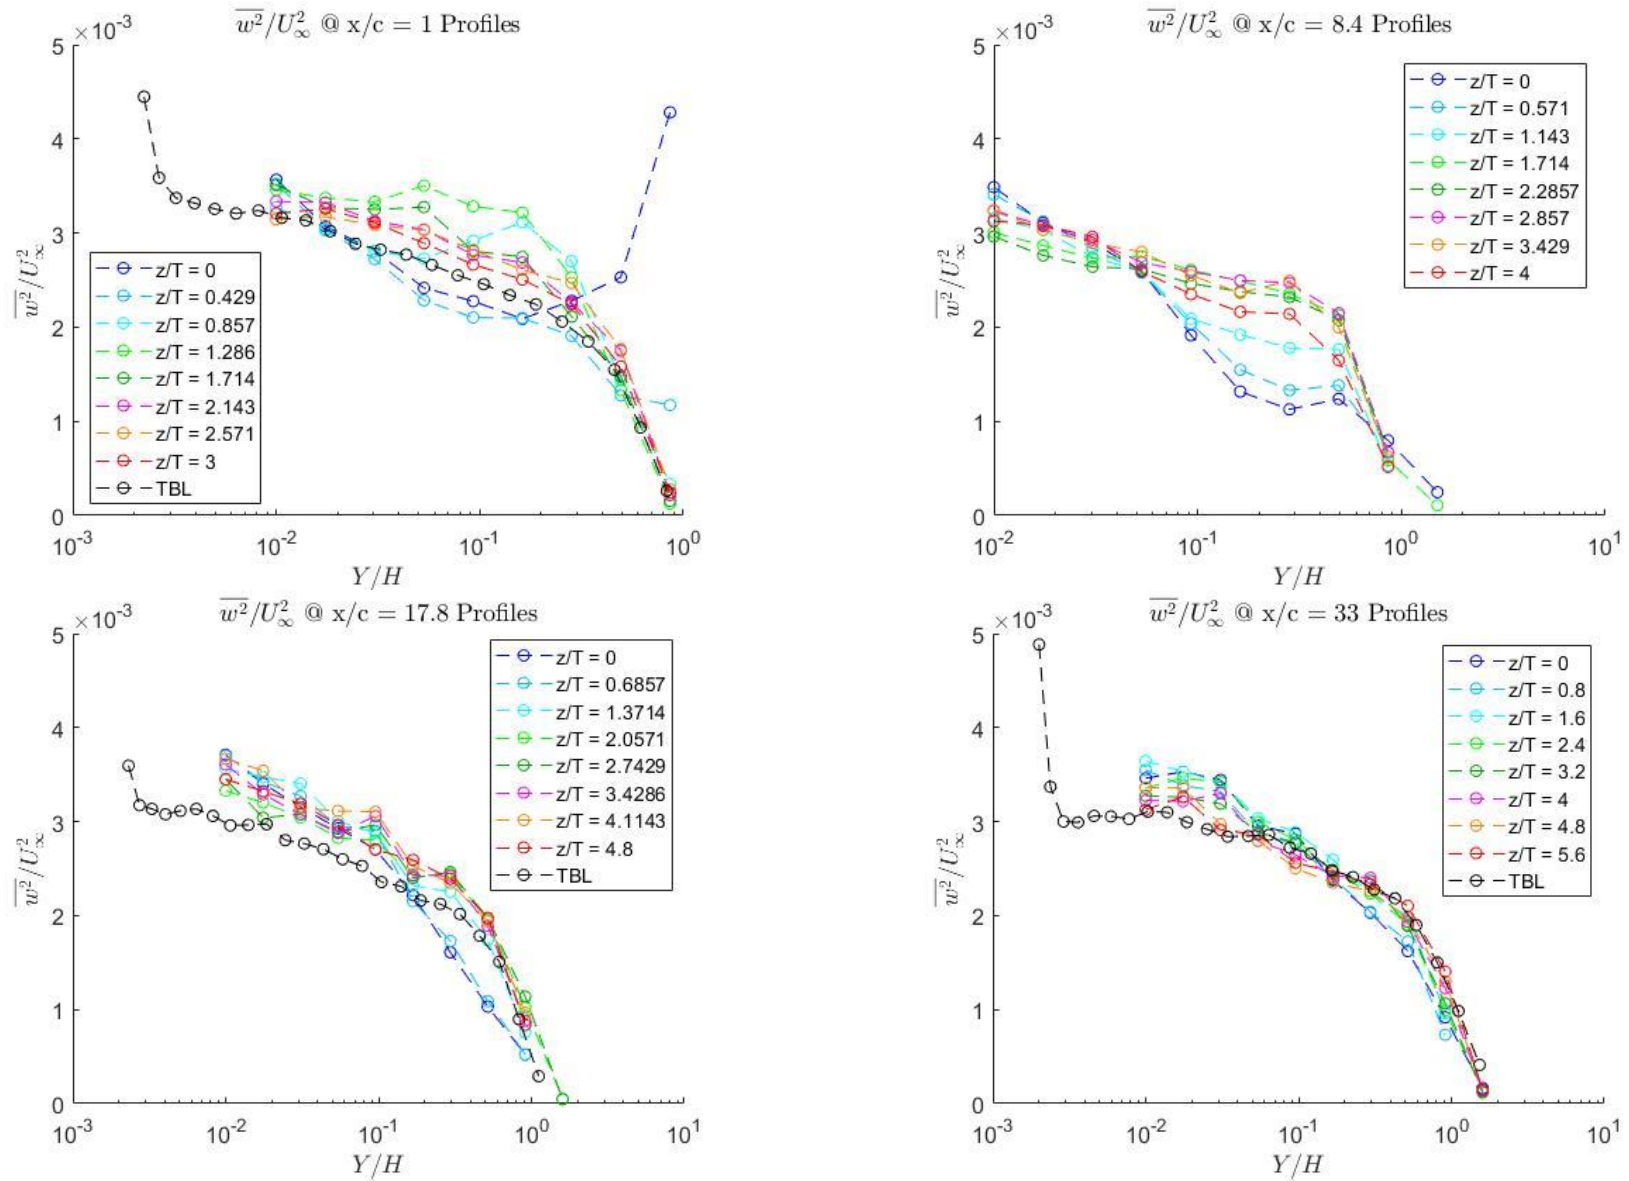 w²/U∞² @ x/c = 1 Profiles
×10⁻³
5
4
3
2
1
0
w²/U∞²
z/T = 0
z/T = 0.429
z/T = 0.857
z/T = 1.286
z/T = 1.714
z/T = 2.143
z/T = 2.571
z/T = 3
TBL
10⁻³ 10⁻² 10⁻¹ 10⁰
Y/H
w²/U∞² @ x/c = 8.4 Profiles
×10⁻³
5
4
3
2
1
0
w²/U∞²
z/T = 0
z/T = 0.571
z/T = 1.143
z/T = 1.714
z/T = 2.2857
z/T = 2.857
z/T = 3.429
z/T = 4
10⁻² 10⁻¹ 10⁰ 10¹
Y/H
w²/U∞² @ x/c = 17.8 Profiles
×10⁻³
5
4
3
2
1
0
w²/U∞²
z/T = 0
z/T = 0.6857
z/T = 1.3714
z/T = 2.0571
z/T = 2.7429
z/T = 3.4286
z/T = 4.1143
z/T = 4.8
TBL
10⁻³ 10⁻² 10⁻¹ 10⁰ 10¹
Y/H
w²/U∞² @ x/c = 33 Profiles
×10⁻³
5
4
3
2
1
0
w²/U∞²
z/T = 0
z/T = 0.8
z/T = 1.6
z/T = 2.4
z/T = 3.2
z/T = 4
z/T = 4.8
z/T = 5.6
TBL
10⁻³ 10⁻² 10⁻¹ 10⁰ 10¹
Y/H